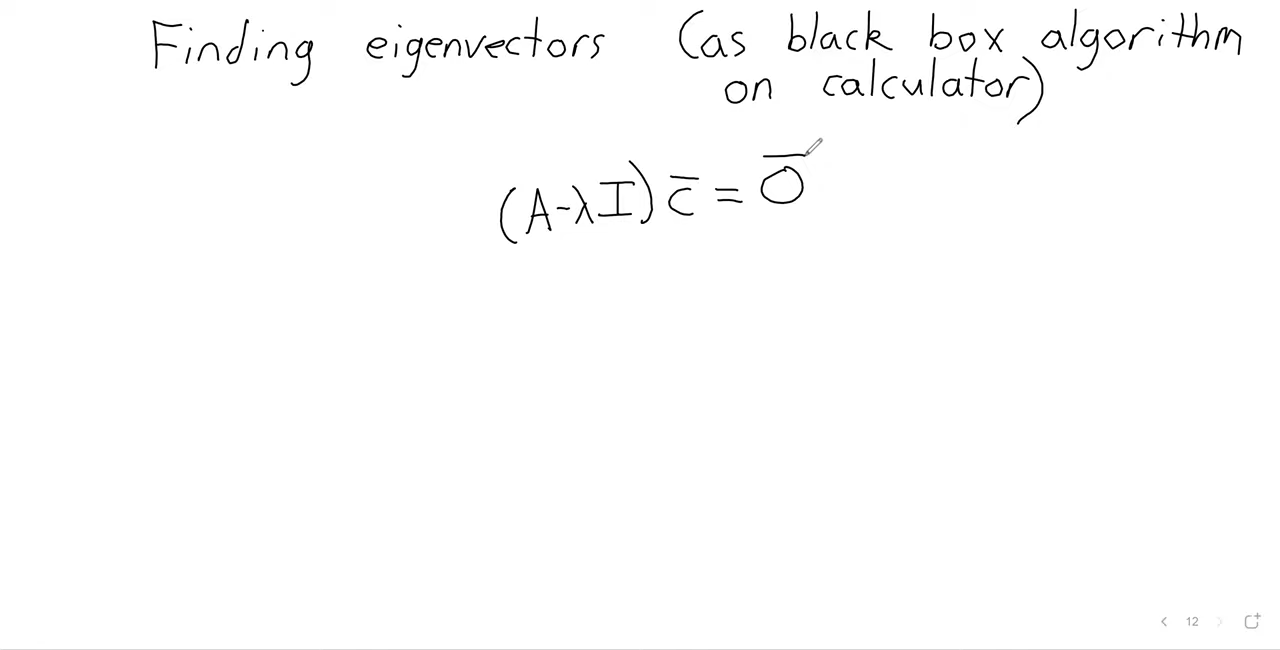 Finding eigenvectors (as black box algorithm
on calculator)
(A-λI) c̅ = 0̅
12